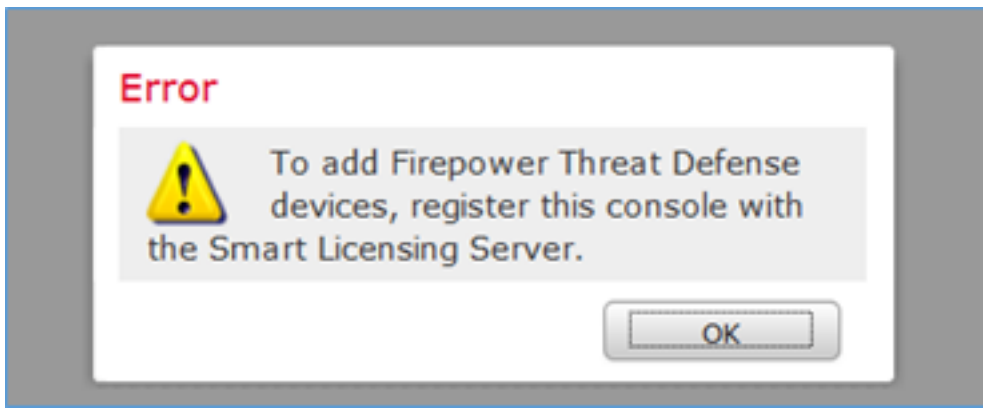 Error
To add Firepower Threat Defense
devices, register this console with
the Smart Licensing Server.
OK